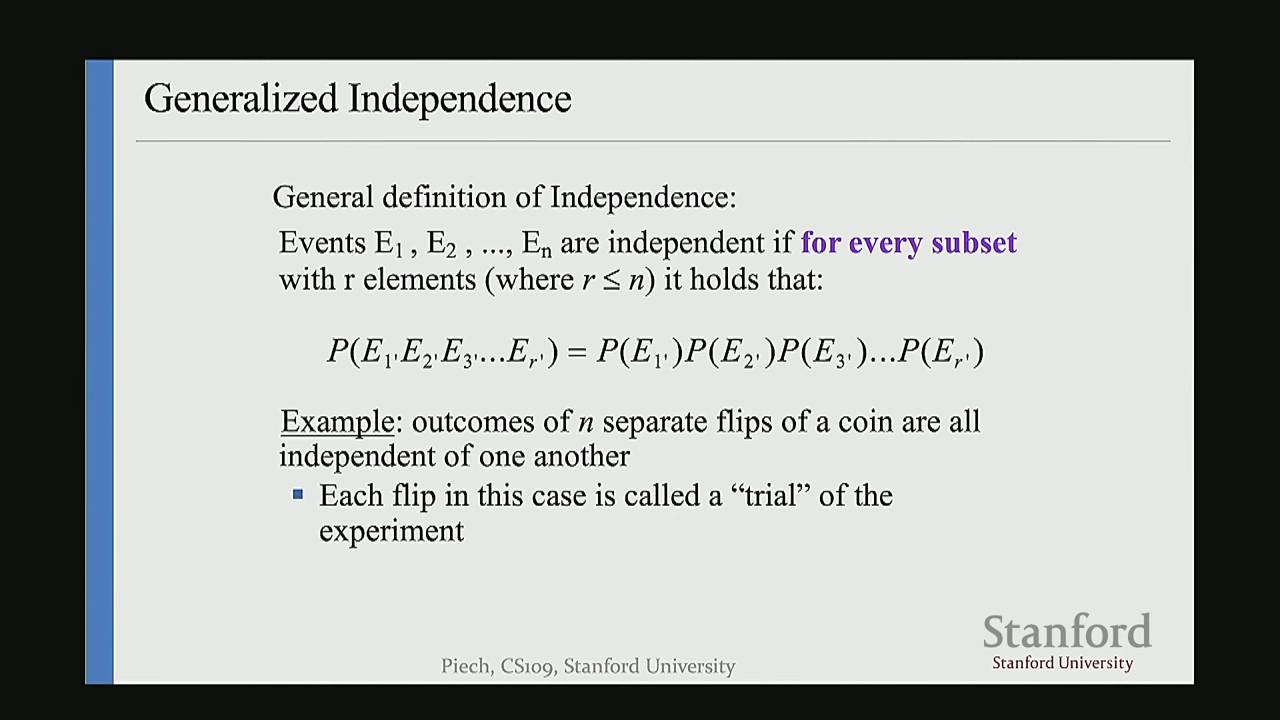 Generalized Independence
General definition of Independence:
Events E₁ , E₂ , ..., Eₙ are independent if for every subset
with r elements (where r ≤ n) it holds that:
P(E₁'E₂'E₃'...Eᵣ') = P(E₁')P(E₂')P(E₃')...P(Eᵣ')
Example: outcomes of n separate flips of a coin are all
independent of one another
▪ Each flip in this case is called a “trial” of the
experiment
Stanford
Stanford University
Piech, CS109, Stanford University